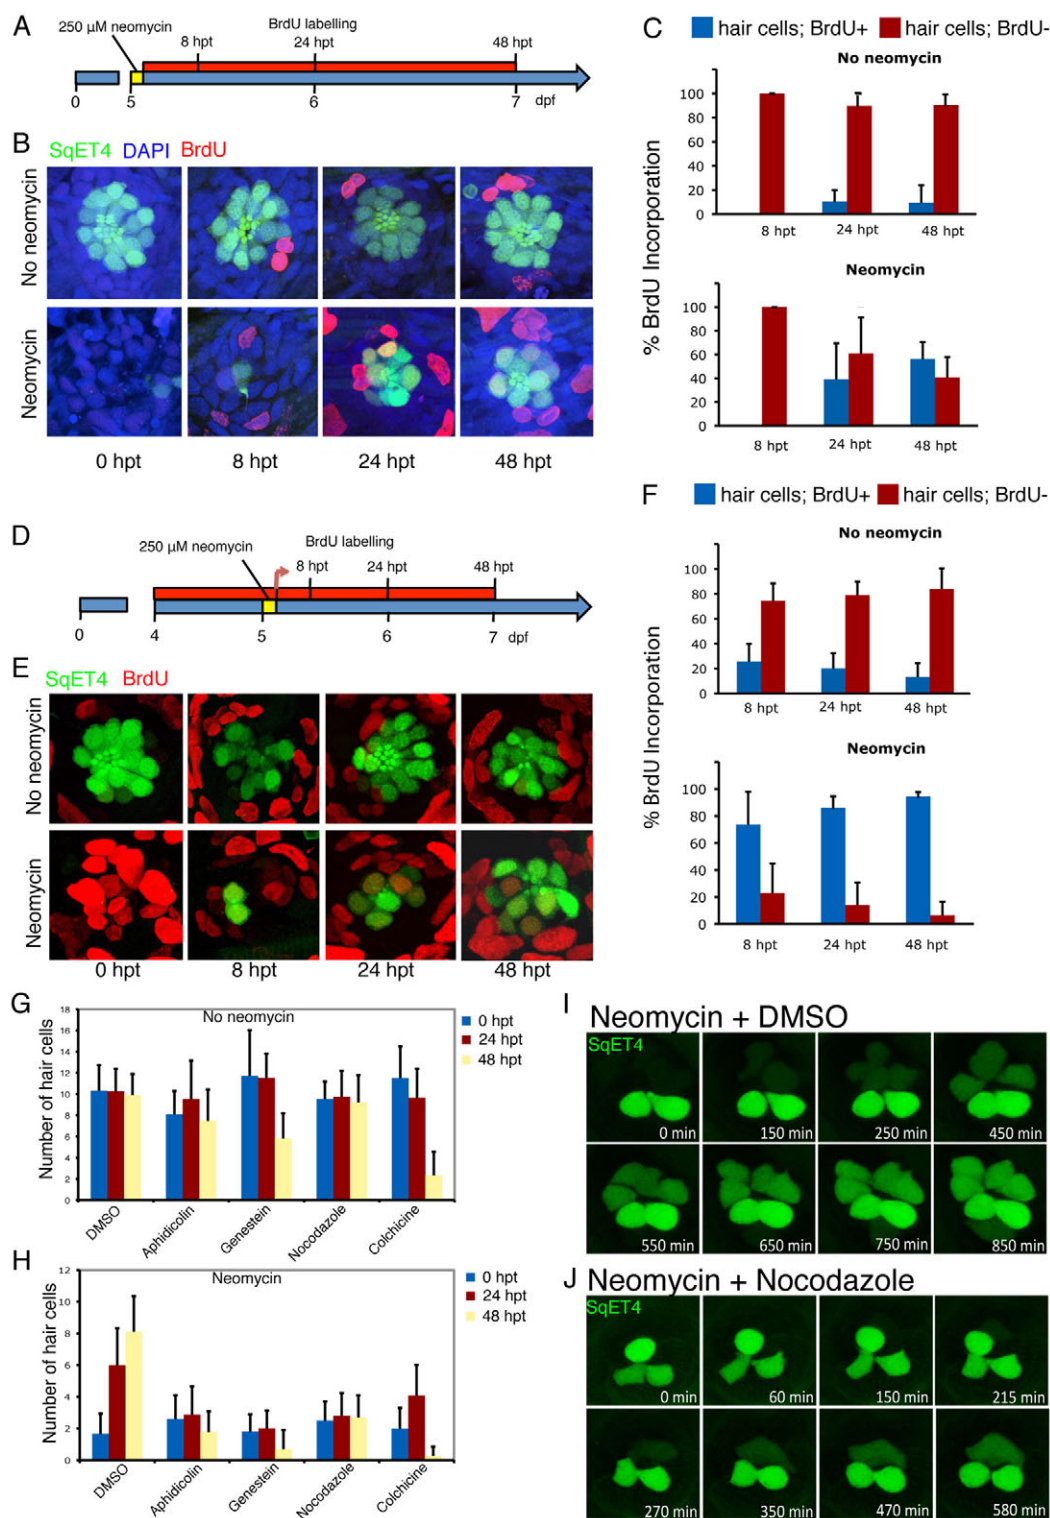 A
250 µM neomycin
BrdU labelling
8 hpt
24 hpt
48 hpt
0
5
6
7
dpf
B
SqET4 DAPI BrdU
No neomycin
Neomycin
0 hpt
8 hpt
24 hpt
48 hpt
C
hair cells; BrdU+
hair cells; BrdU-
No neomycin
100
80
60
40
20
0
8 hpt
24 hpt
48 hpt
Neomycin
100
80
60
40
20
0
8 hpt
24 hpt
48 hpt
% BrdU Incorporation
D
250 µM neomycin
BrdU labelling
8 hpt
24 hpt
48 hpt
0
4
5
6
7
dpf
E
SqET4 BrdU
No neomycin
Neomycin
0 hpt
8 hpt
24 hpt
48 hpt
F
hair cells; BrdU+
hair cells; BrdU-
No neomycin
100
80
60
40
20
0
8 hpt
24 hpt
48 hpt
Neomycin
100
80
60
40
20
0
8 hpt
24 hpt
48 hpt
% BrdU Incorporation
G
No neomycin
Number of hair cells
18
16
14
12
10
8
6
4
2
0
DMSO
Aphidicolin
Genestein
Nocodazole
Colchicine
0 hpt
24 hpt
48 hpt
H
Neomycin
Number of hair cells
12
10
8
6
4
2
0
DMSO
Aphidicolin
Genestein
Nocodazole
Colchicine
0 hpt
24 hpt
48 hpt
I Neomycin + DMSO
SqET4
0 min
150 min
250 min
450 min
550 min
650 min
750 min
850 min
J Neomycin + Nocodazole
SqET4
0 min
60 min
150 min
215 min
270 min
350 min
470 min
580 min